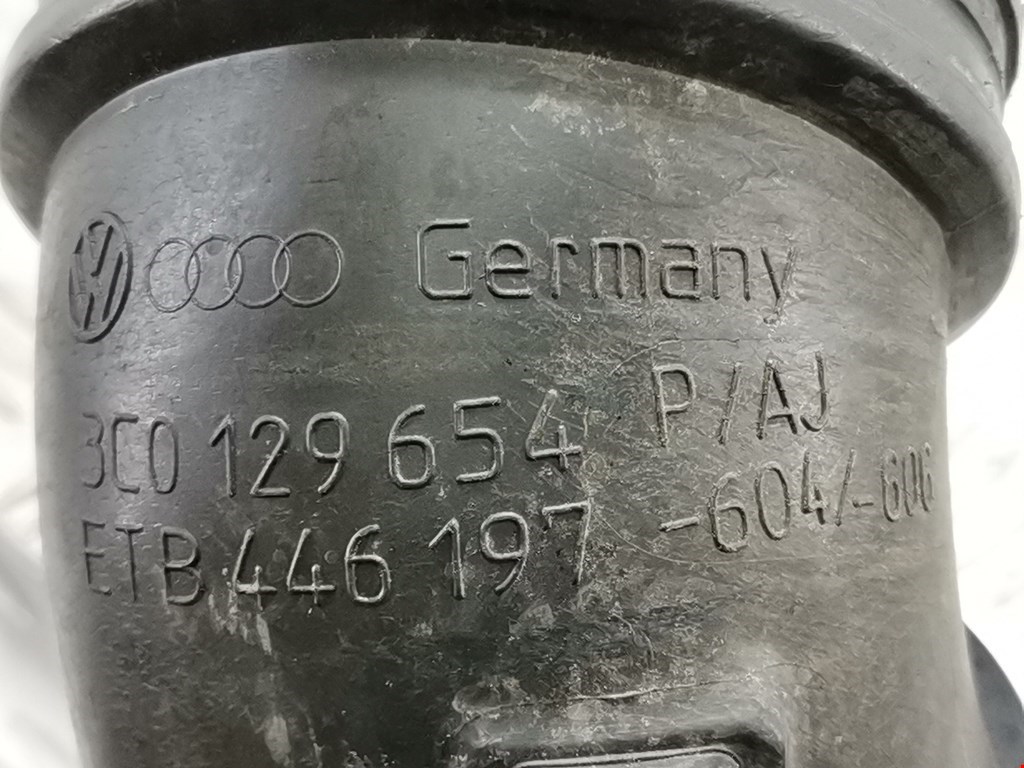 Germany
3C0 129 654 P/AJ
ETB 446 197 -604/-606